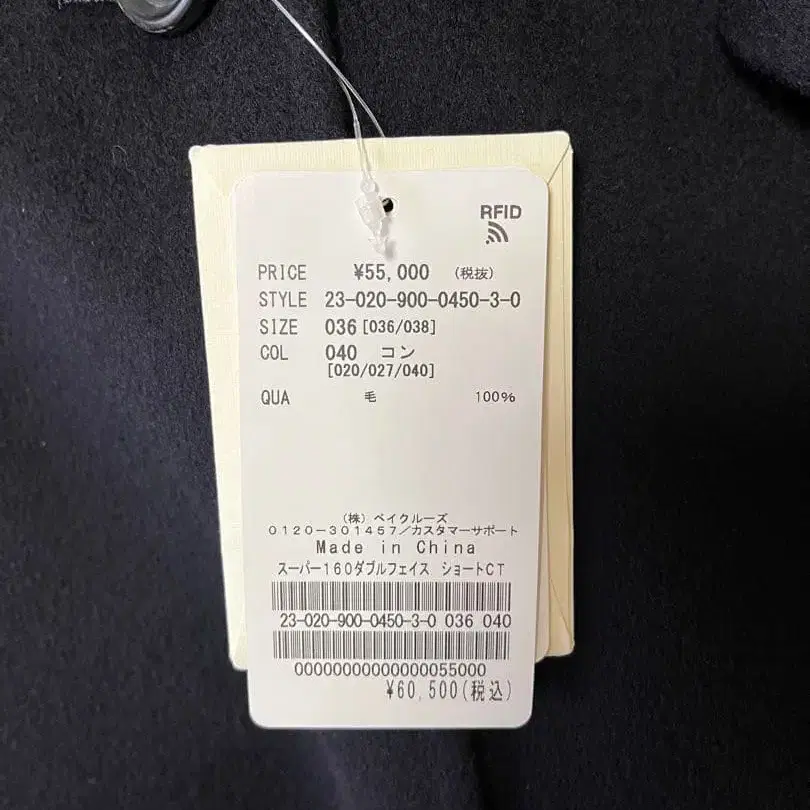 RFID
PRICE ¥55,000 (税抜)
STYLE 23-020-900-0450-3-0
SIZE 036 [036/038]
COL 040 コン
[020/027/040]
QUA 毛 100%
(株)ベイクルーズ
0120-301457/カスタマーサポート
Made in China
スーパー160ダブルフェイス ショートCT
23-020-900-0450-3-0 036 040
00000000000000055000
¥60,500(税込)